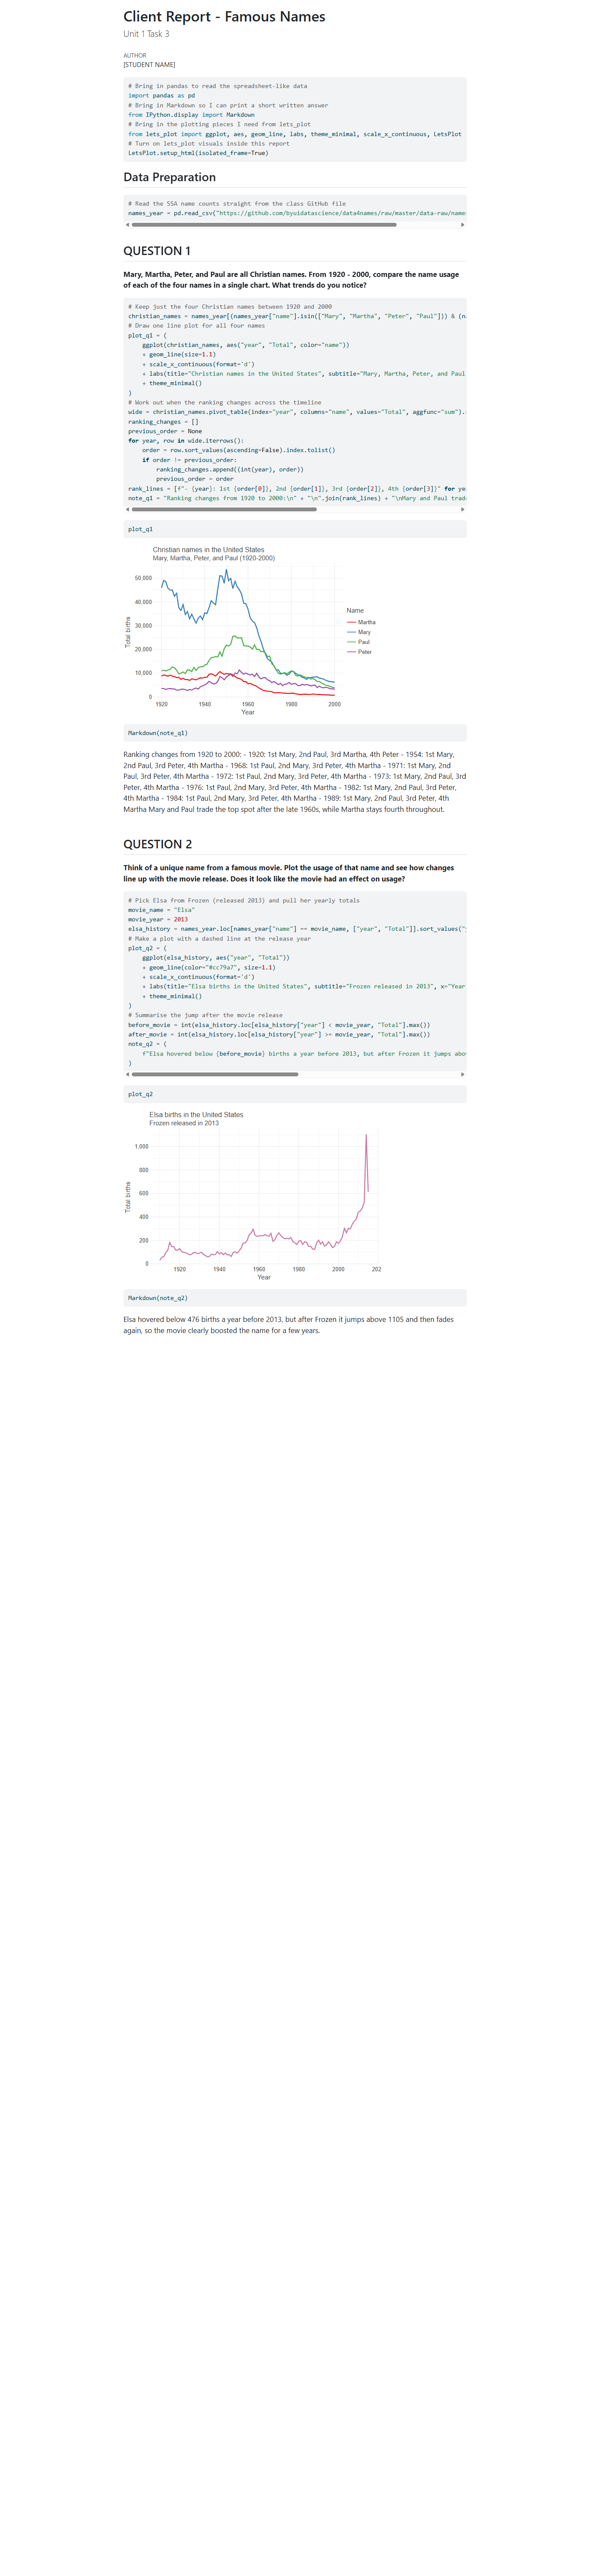 Client Report - Famous Names
Unit 1 Task 3
AUTHOR
[STUDENT NAME]
# Bring in pandas to read the spreadsheet-like data
import pandas as pd
# Bring in Markdown so I can print a short written answer
from IPython.display import Markdown
# Bring in the plotting pieces I need from lets_plot
from lets_plot import ggplot, aes, geom_line, labs, theme_minimal, scale_x_continuous, LetsPlot
# Turn on lets_plot visuals inside this report
LetsPlot.setup_html(isolated_frame=True)
Data Preparation
# Read the SSA name counts straight from the class GitHub file
names_year = pd.read_csv("https://github.com/byuidatascience/data4names/raw/master/data-raw/name
QUESTION 1
Mary, Martha, Peter, and Paul are all Christian names. From 1920 - 2000, compare the name usage
of each of the four names in a single chart. What trends do you notice?
# Keep just the four Christian names between 1920 and 2000
christian_names = names_year[(names_year["name"].isin(["Mary", "Martha", "Peter", "Paul"])) & (n
# Draw one line plot for all four names
plot_q1 = (
ggplot(christian_names, aes("year", "Total", color="name"))
+ geom_line(size=1.1)
+ scale_x_continuous(format='d')
+ labs(title="Christian names in the United States", subtitle="Mary, Martha, Peter, and Paul
+ theme_minimal()
)
# Work out when the ranking changes across the timeline
wide = christian_names.pivot_table(index="year", columns="name", values="Total", aggfunc="sum").
ranking_changes = []
previous_order = None
for year, row in wide.iterrows():
order = row.sort_values(ascending=False).index.tolist()
if order != previous_order:
ranking_changes.append((int(year), order))
previous_order = order
rank_lines = [f"- {year}: 1st {order[0]}, 2nd {order[1]}, 3rd {order[2]}, 4th {order[3]}" for ye
note_q1 = "Ranking changes from 1920 to 2000:\n" + "\n".join(rank_lines) + "\nMary and Paul trad
plot_q1
Christian names in the United States
Mary, Martha, Peter, and Paul (1920-2000)
50,000
40,000
30,000
20,000
10,000
0
Total births
1920
1940
1960
1980
2000
Year
Name
Martha
Mary
Paul
Peter
Markdown(note_q1)
Ranking changes from 1920 to 2000: - 1920: 1st Mary, 2nd Paul, 3rd Martha, 4th Peter - 1954: 1st Mary,
2nd Paul, 3rd Peter, 4th Martha - 1968: 1st Paul, 2nd Mary, 3rd Peter, 4th Martha - 1971: 1st Mary, 2nd
Paul, 3rd Peter, 4th Martha - 1972: 1st Paul, 2nd Mary, 3rd Peter, 4th Martha - 1973: 1st Mary, 2nd Paul, 3rd
Peter, 4th Martha - 1976: 1st Paul, 2nd Mary, 3rd Peter, 4th Martha - 1982: 1st Mary, 2nd Paul, 3rd Peter,
4th Martha - 1984: 1st Paul, 2nd Mary, 3rd Peter, 4th Martha - 1989: 1st Mary, 2nd Paul, 3rd Peter, 4th
Martha Mary and Paul trade the top spot after the late 1960s, while Martha stays fourth throughout.
QUESTION 2
Think of a unique name from a famous movie. Plot the usage of that name and see how changes
line up with the movie release. Does it look like the movie had an effect on usage?
# Pick Elsa from Frozen (released 2013) and pull her yearly totals
movie_name = "Elsa"
movie_year = 2013
elsa_history = names_year.loc[names_year["name"] == movie_name, ["year", "Total"]].sort_values("
# Make a plot with a dashed line at the release year
plot_q2 = (
ggplot(elsa_history, aes("year", "Total"))
+ geom_line(color="#cc79a7", size=1.1)
+ scale_x_continuous(format='d')
+ labs(title="Elsa births in the United States", subtitle="Frozen released in 2013", x="Year
+ theme_minimal()
)
# Summarise the jump after the movie release
before_movie = int(elsa_history.loc[elsa_history["year"] < movie_year, "Total"].max())
after_movie = int(elsa_history.loc[elsa_history["year"] >= movie_year, "Total"].max())
note_q2 = (
f"Elsa hovered below {before_movie} births a year before 2013, but after Frozen it jumps abov
)
plot_q2
Elsa births in the United States
Frozen released in 2013
1,000
800
600
400
200
0
Total births
1920
1940
1960
1980
2000
202
Year
Markdown(note_q2)
Elsa hovered below 476 births a year before 2013, but after Frozen it jumps above 1105 and then fades
again, so the movie clearly boosted the name for a few years.